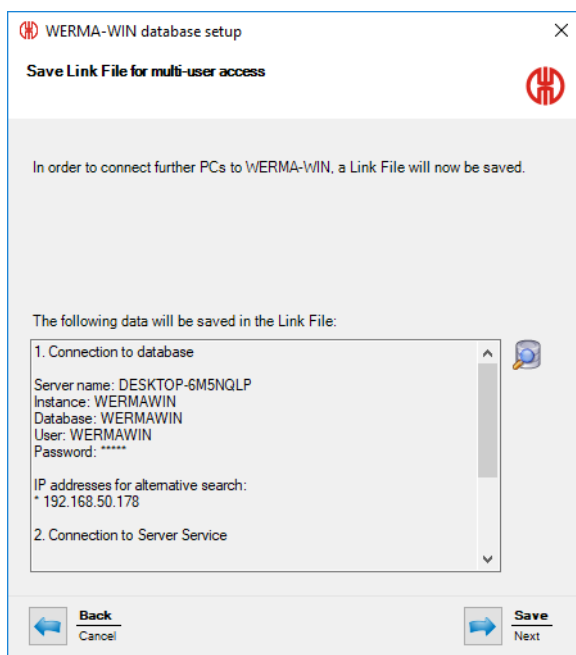 WERMA-WIN database setup
Save Link File for multi-user access
In order to connect further PCs to WERMA-WIN, a Link File will now be saved.
The following data will be saved in the Link File:
1. Connection to database
Server name: DESKTOP-6M5NQLP
Instance: WERMAWIN
Database: WERMAWIN
User: WERMAWIN
Password: *****
IP addresses for alternative search:
* 192.168.50.178
2. Connection to Server Service
Back
Cancel
Save
Next